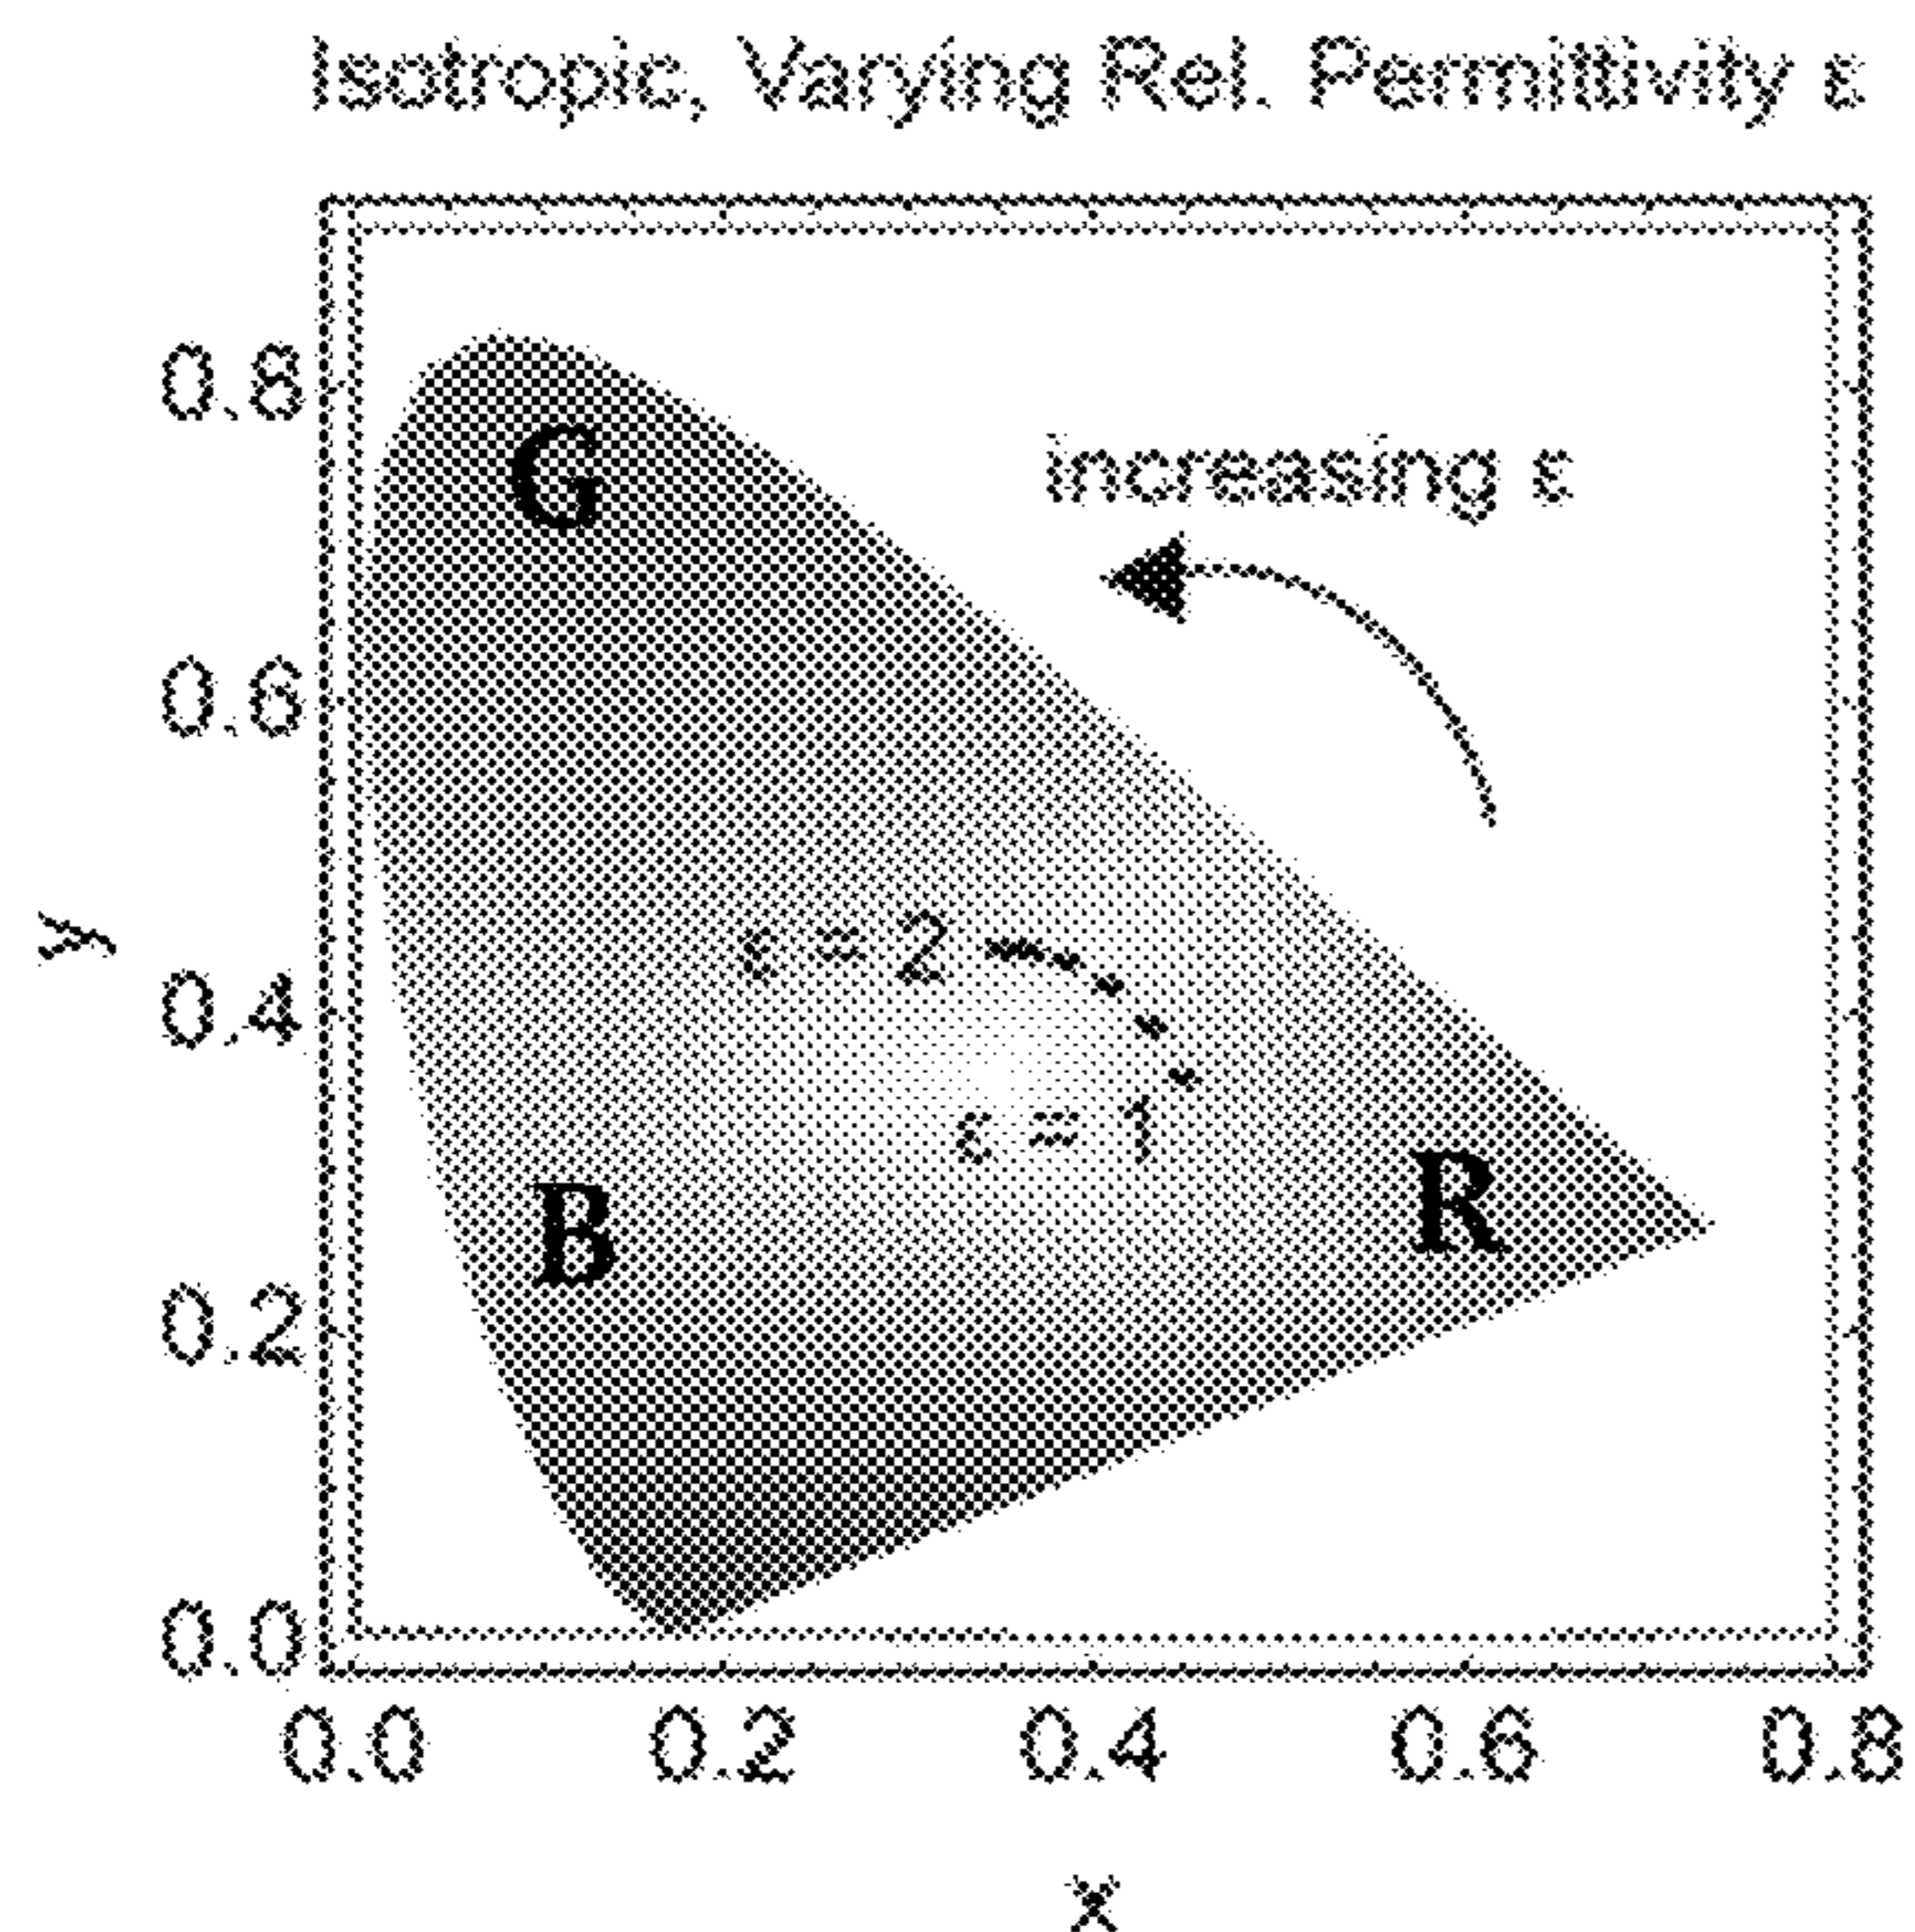 Isotropic, Varying Rel. Permittivity ε
0.8
G
increasing ε
0.6
y
ε = 2
0.4
ε = 1
B
R
0.2
0.0
0.0 0.2 0.4 0.6 0.8
x